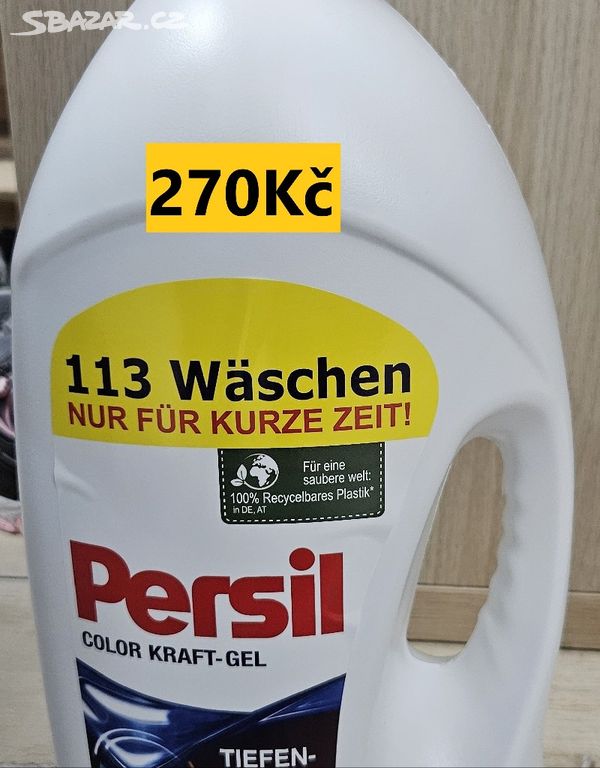 SBAZAR.CZ
270Kč
113 Wäschen
NUR FÜR KURZE ZEIT!
Für eine
saubere welt:
100% Recycelbares Plastik*
in DE, AT
Persil
COLOR KRAFT-GEL
TIEFEN-